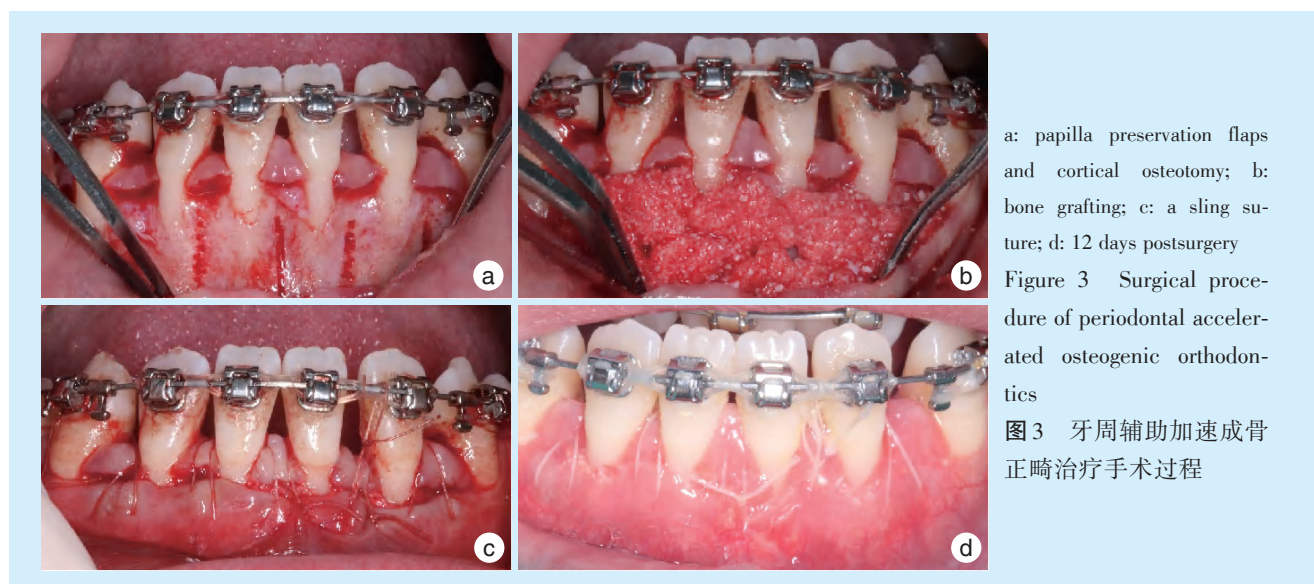 a
b
c
d
a: papilla preservation flaps
and cortical osteotomy; b:
bone grafting; c: a sling su-
ture; d: 12 days postsurgery
Figure 3 Surgical proce-
dure of periodontal acceler-
ated osteogenic orthodon-
tics
图3 牙周辅助加速成骨
正畸治疗手术过程